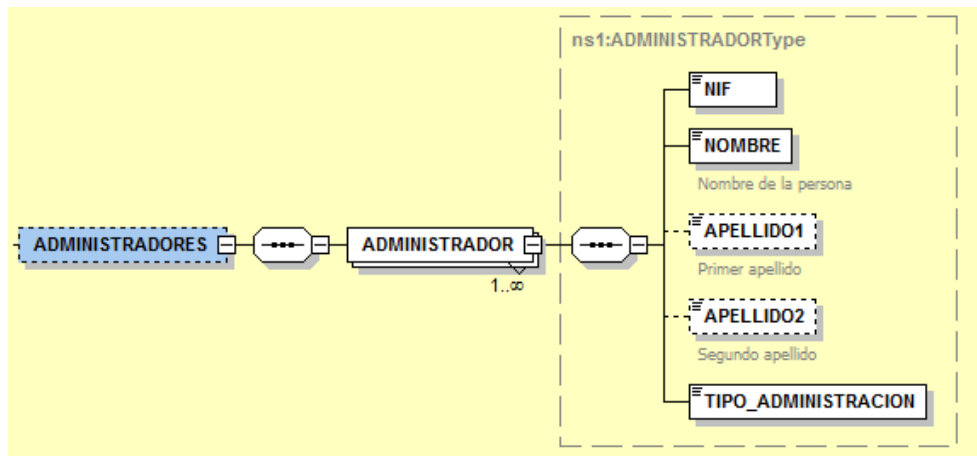 ns1:ADMINISTRADORType
NIF
NOMBRE
Nombre de la persona
ADMINISTRADORES
ADMINISTRADOR
1..∞
APELLIDO1
Primer apellido
APELLIDO2
Segundo apellido
TIPO_ADMINISTRACION